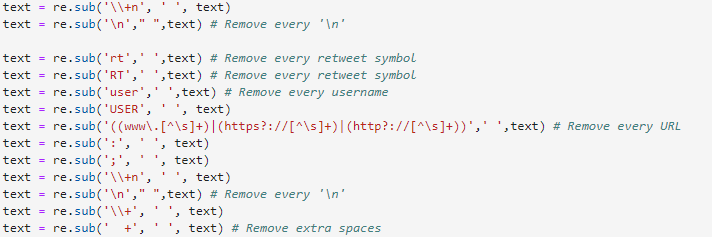 text = re.sub('\\+n', ' ', text)
text = re.sub('\n'," ",text) # Remove every '\n'
text = re.sub('rt',' ',text) # Remove every retweet symbol
text = re.sub('RT',' ',text) # Remove every retweet symbol
text = re.sub('user',' ',text) # Remove every username
text = re.sub('USER', ' ', text)
text = re.sub('((www\.[^\s]+)|(https?://[^\s]+)|(http?://[^\s]+))',' ',text) # Remove every URL
text = re.sub(':', ' ', text)
text = re.sub(';', ' ', text)
text = re.sub('\\+n', ' ', text)
text = re.sub('\n'," ",text) # Remove every '\n'
text = re.sub('\\+', ' ', text)
text = re.sub('  +', ' ', text) # Remove extra spaces